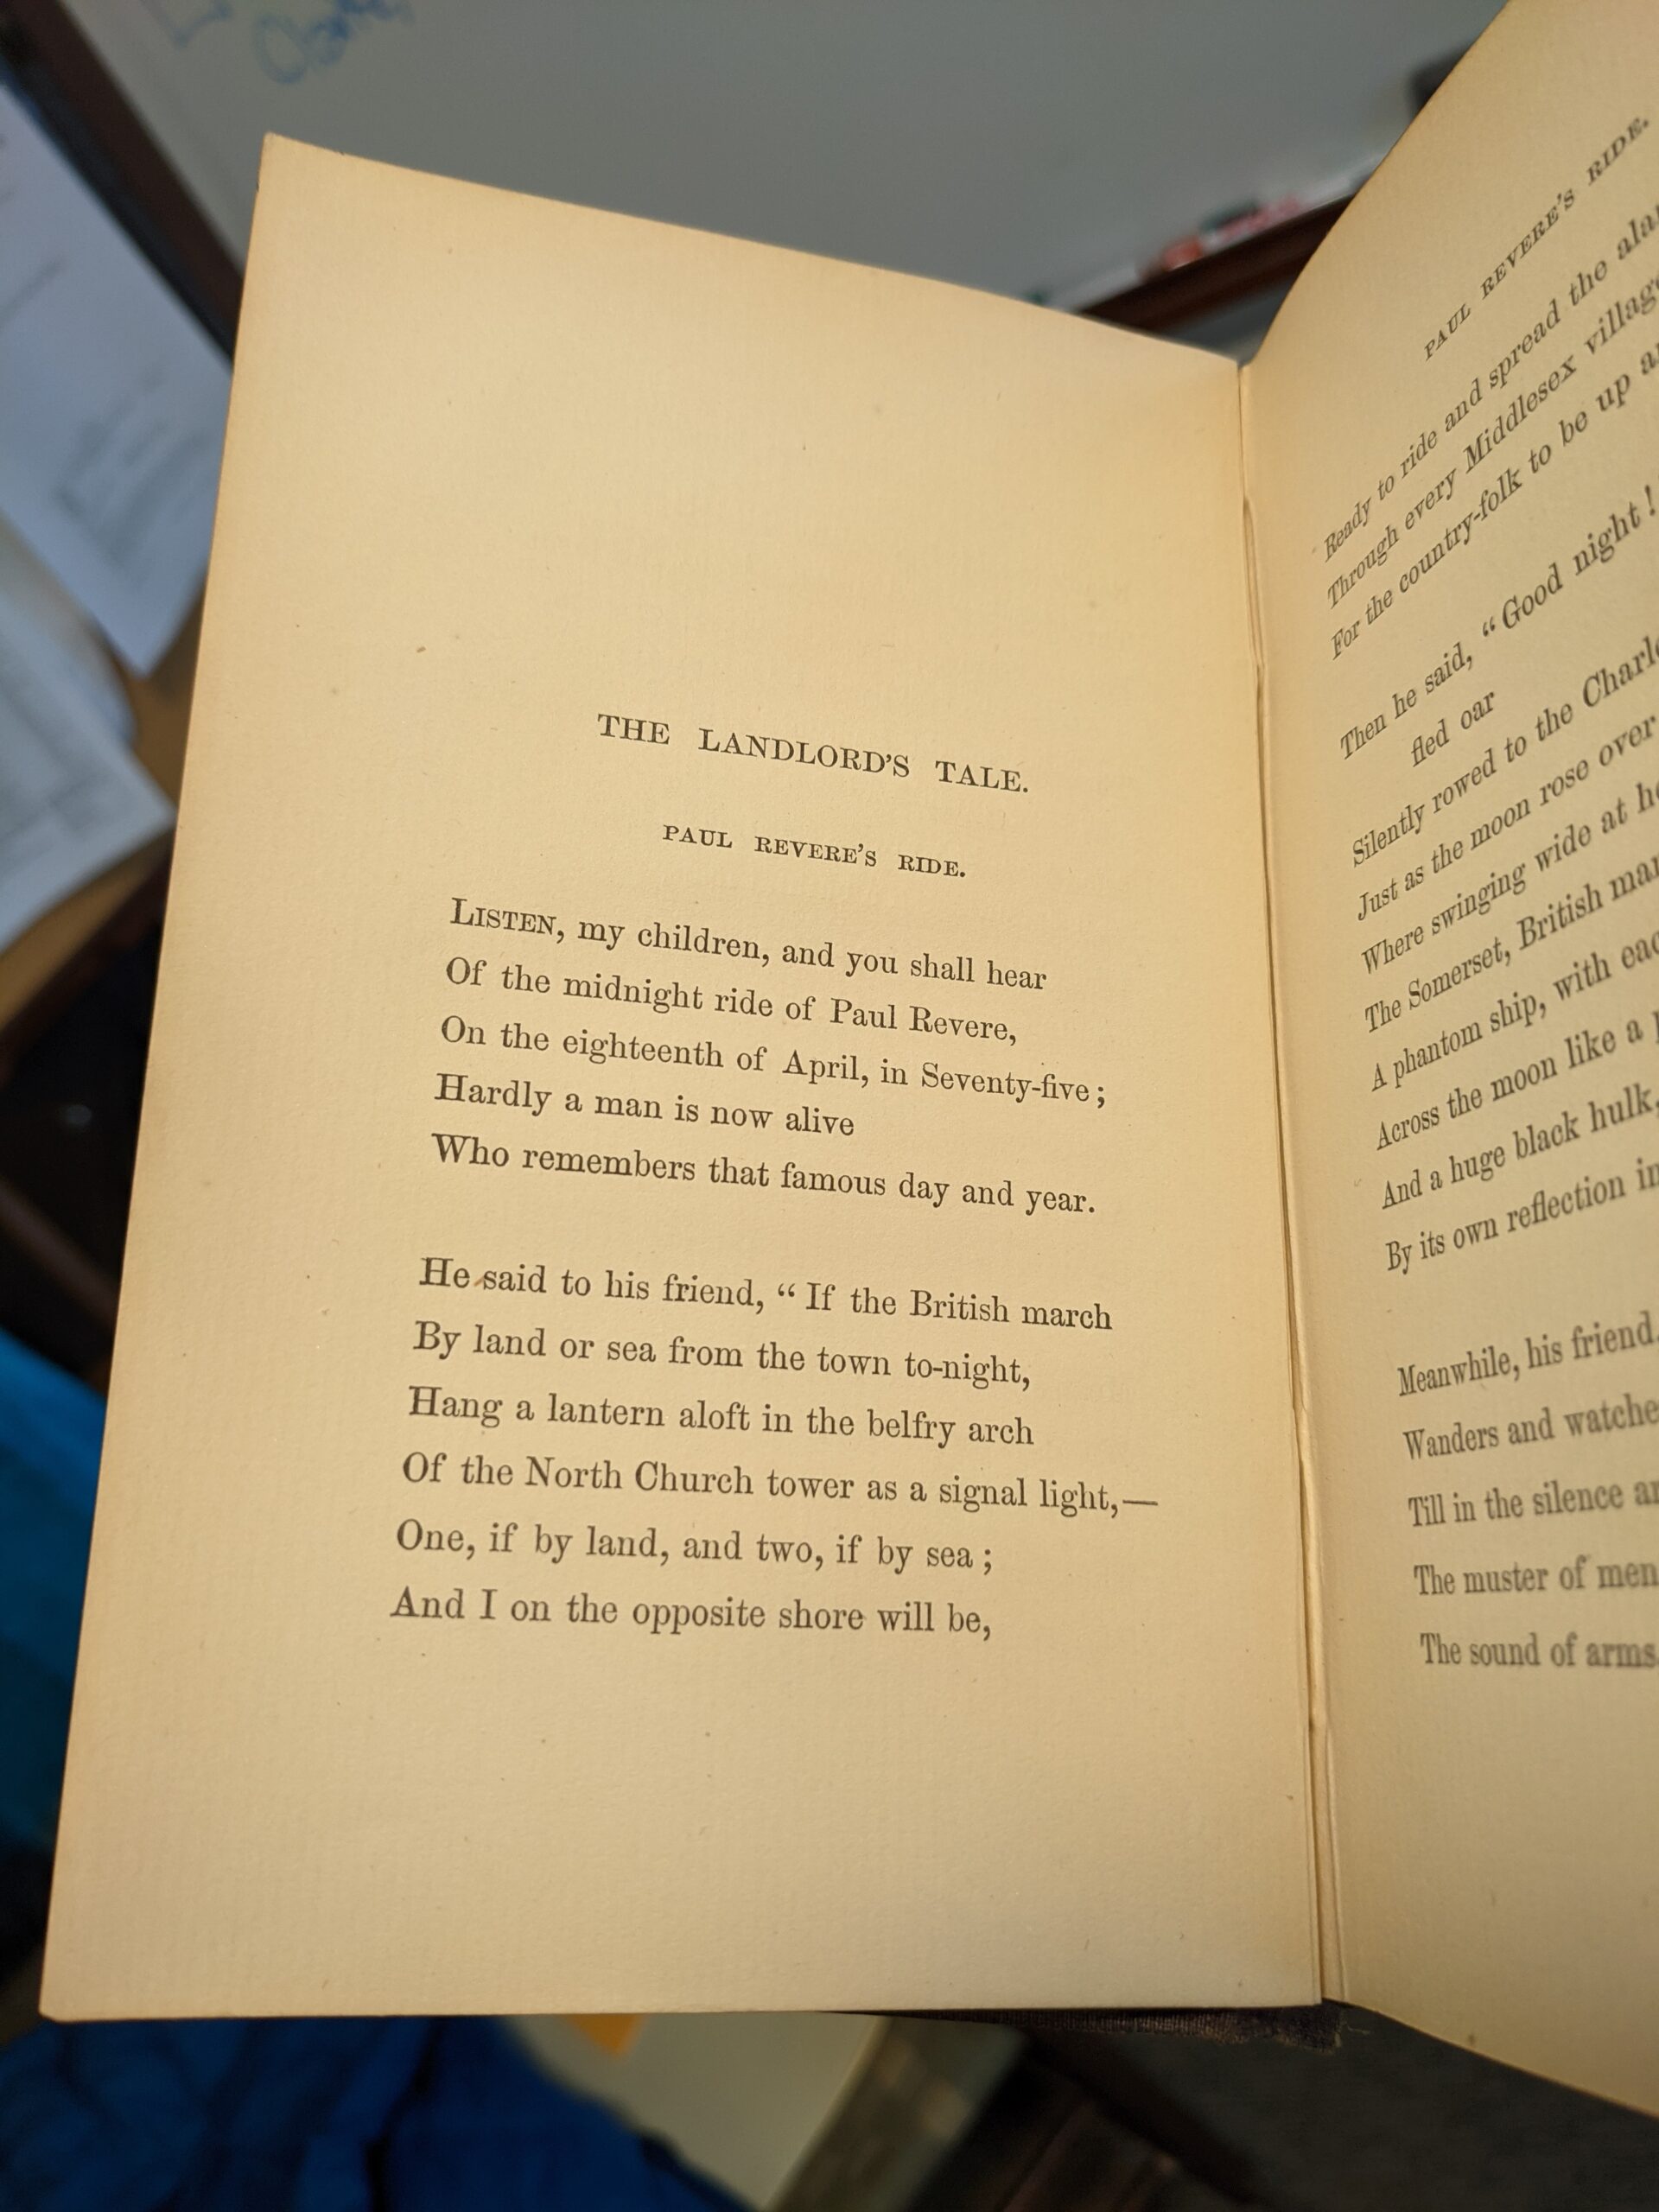 THE LANDLORD'S TALE.
PAUL REVERE'S RIDE.
LISTEN, my children, and you shall hear
Of the midnight ride of Paul Revere,
On the eighteenth of April, in Seventy-five;
Hardly a man is now alive
Who remembers that famous day and year.
He said to his friend, "If the British march
By land or sea from the town to-night,
Hang a lantern aloft in the belfry arch
Of the North Church tower as a signal light,—
One, if by land, and two, if by sea;
And I on the opposite shore will be,
PAUL REVERE'S RIDE.
Ready to ride and spread the
Through every Middlesex
For the country-folk to be up
Then he said, "Good night!
fled oar
Silently rowed to the
Just as the moon rose over
Where swinging wide at
The Somerset, British
A phantom ship, with
Across the moon like a
And a huge black hulk,
By its own reflection
Meanwhile, his friend,
Wanders and
Till in the silence
The muster of men
The sound of arms,